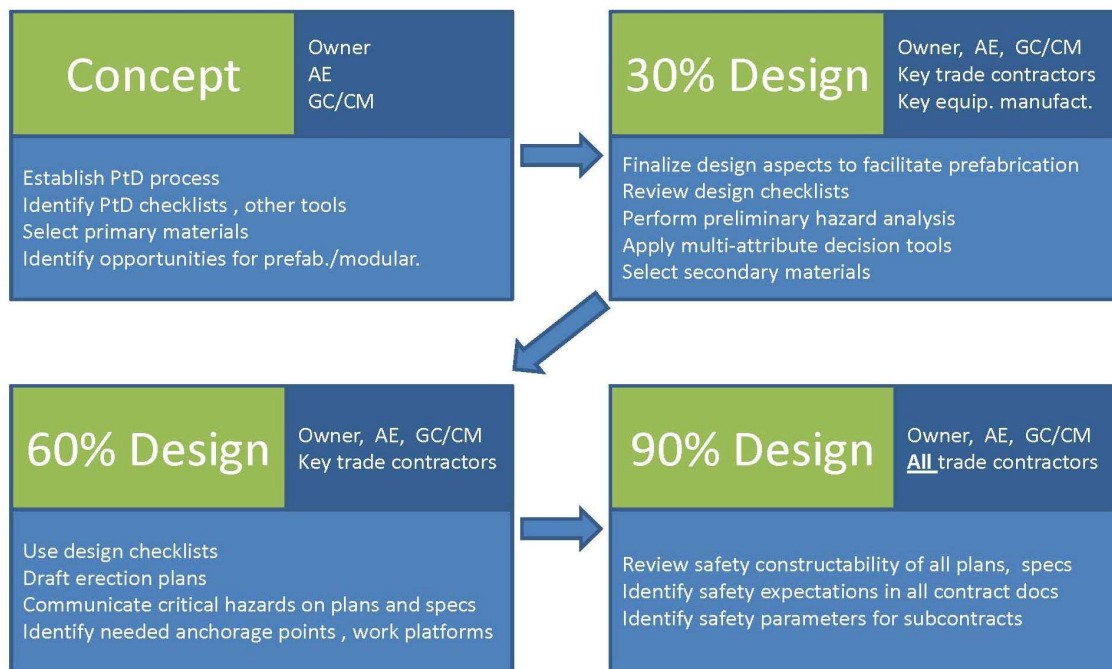 Concept
Owner
AE
GC/CM
Establish PtD process
Identify PtD checklists , other tools
Select primary materials
Identify opportunities for prefab./modular.
30% Design
Owner, AE, GC/CM
Key trade contractors
Key equip. manufact.
Finalize design aspects to facilitate prefabrication
Review design checklists
Perform preliminary hazard analysis
Apply multi-attribute decision tools
Select secondary materials
60% Design
Owner, AE, GC/CM
Key trade contractors
Use design checklists
Draft erection plans
Communicate critical hazards on plans and specs
Identify needed anchorage points , work platforms
90% Design
Owner, AE, GC/CM
All trade contractors
Review safety constructability of all plans, specs
Identify safety expectations in all contract docs
Identify safety parameters for subcontracts